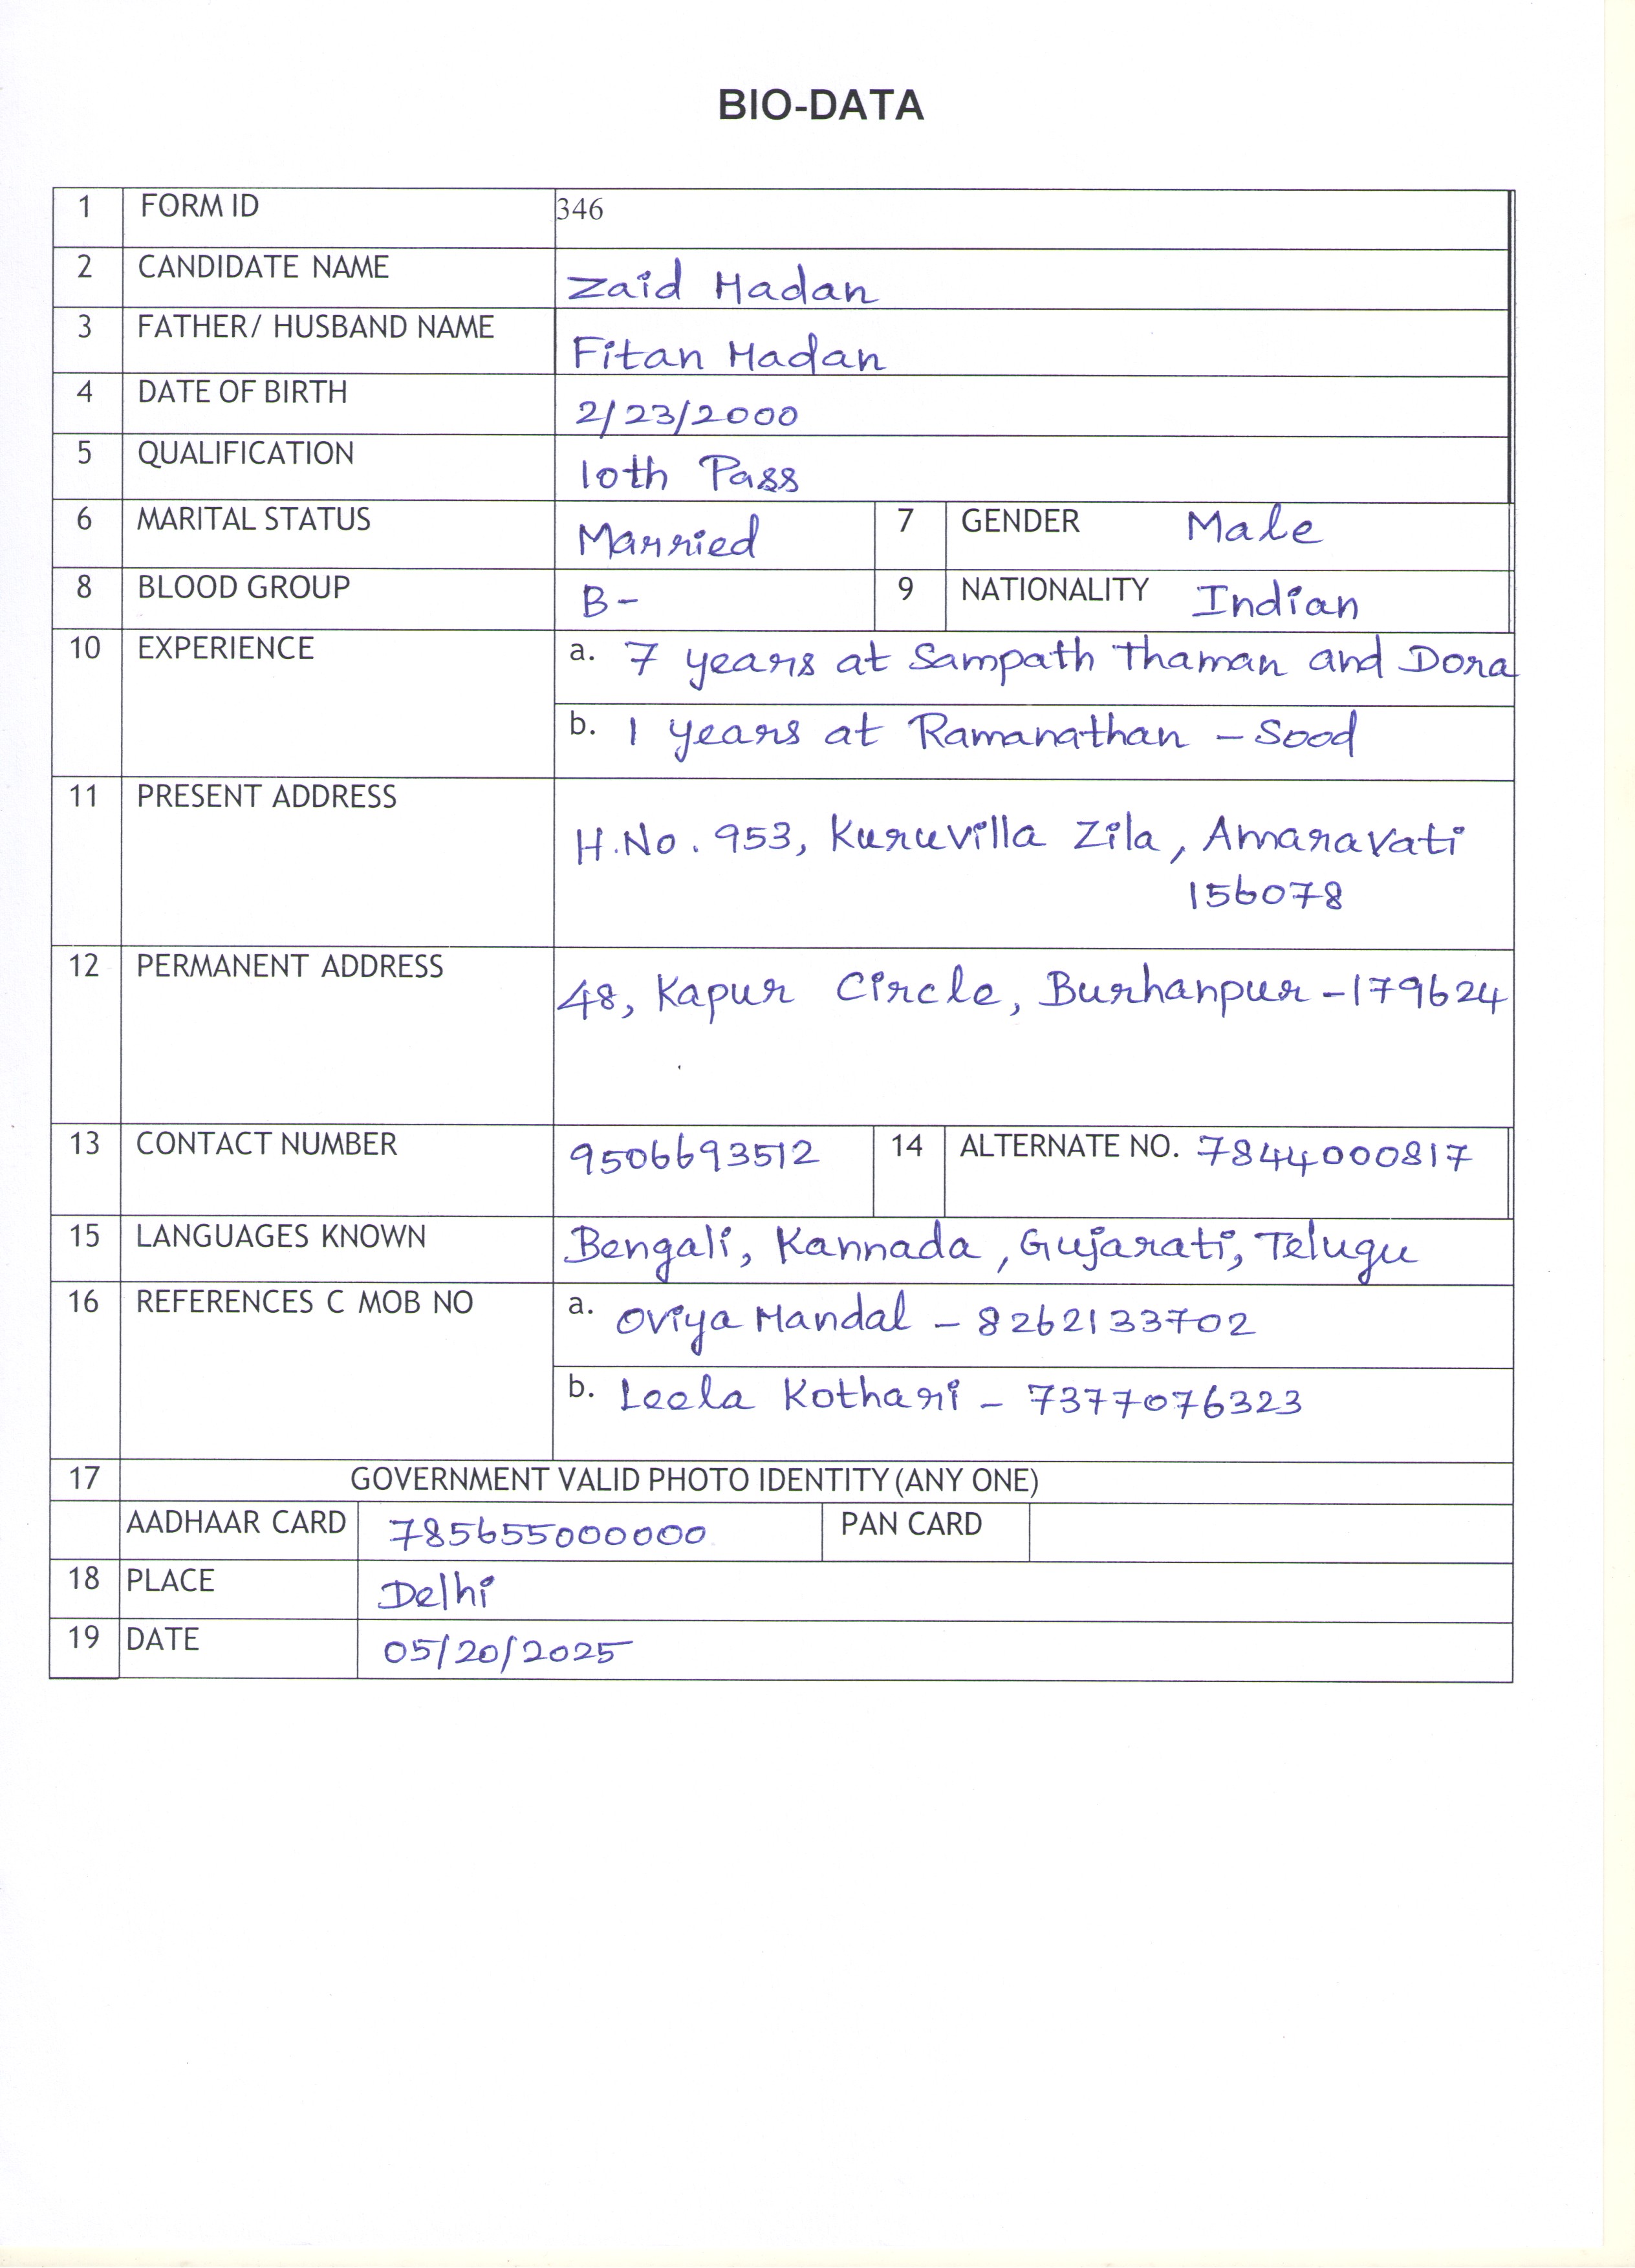 BIO-DATA
1 FORM ID 346
2 CANDIDATE NAME Zaid Madan
3 FATHER/ HUSBAND NAME Fitan Madan
4 DATE OF BIRTH 2/23/2000
5 QUALIFICATION 10th Pass
6 MARITAL STATUS Married 7 GENDER Male
8 BLOOD GROUP B- 9 NATIONALITY Indian
10 EXPERIENCE a. 7 years at Sampath Thaman and Dora
b. 1 years at Ramanathan - Sood
11 PRESENT ADDRESS
H.No. 953, Kuruvilla Zila, Amaravati
156078
12 PERMANENT ADDRESS 48, Kapur Circle, Burhanpur - 179624
13 CONTACT NUMBER 9506693512 14 ALTERNATE NO. 7844000817
15 LANGUAGES KNOWN Bengali, Kannada, Gujarati, Telugu
16 REFERENCES C MOB NO a. Oviya Mandal - 8262133702
b. Leela Kothari - 7377076323
17 GOVERNMENT VALID PHOTO IDENTITY (ANY ONE)
AADHAAR CARD 785655000000 PAN CARD
18 PLACE Delhi
19 DATE 05/20/2025